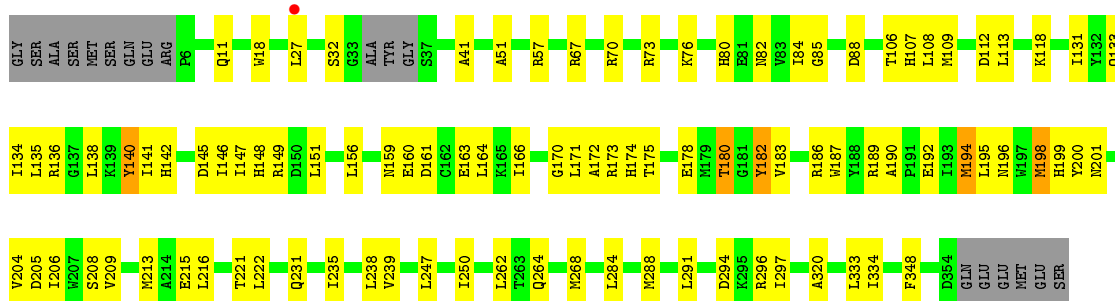 GLY SER ALA SER MET SER GLN GLU ARG P6 Q11 W18 L27 S32 G33 ALA TYR GLY S37 A41 A51 R57 R67 R70 R73 K76 H80 E81 N82 V83 I84 G85 D88 T106 H107 L108 M109 D112 L113 K118 I131 Y132 Q133
I134 L135 R136 G137 L138 K139 Y140 I141 H142 D145 I146 I147 H148 R149 D150 L151 L156 N159 E160 D161 C162 E163 L164 K165 I166 G170 L171 A172 R173 H174 T175 E178 M179 T180 G181 Y182 V183 R186 W187 Y188 R189 A190 P191 E192 I193 M194 L195 N196 W197 M198 H199 Y200 N201
V204 D205 I206 W207 S208 V209 M213 A214 E215 L216 T221 L222 Q231 I235 L238 V239 L247 I250 L262 T263 Q264 M268 L284 M288 L291 D294 K295 R296 I297 A320 L333 I334 F348 D354 GLN GLU GLU MET GLU SER